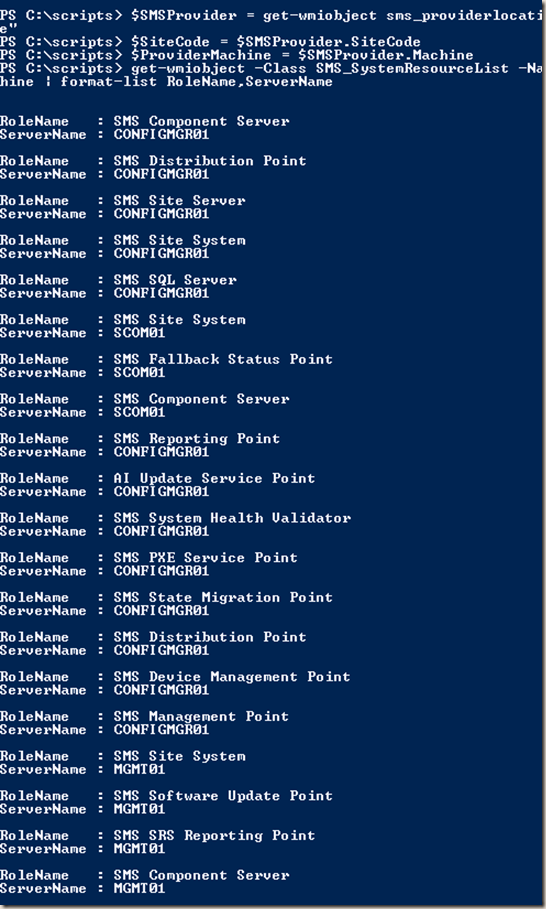 PS C:\scripts> $SMSProvider = get-wmiobject sms_providerlocati
e"
PS C:\scripts> $SiteCode = $SMSProvider.SiteCode
PS C:\scripts> $ProviderMachine = $SMSProvider.Machine
PS C:\scripts> get-wmiobject -Class SMS_SystemResourceList -Na
hine | format-list RoleName,ServerName
RoleName   : SMS Component Server
ServerName : CONFIGMGR01
RoleName   : SMS Distribution Point
ServerName : CONFIGMGR01
RoleName   : SMS Site Server
ServerName : CONFIGMGR01
RoleName   : SMS Site System
ServerName : CONFIGMGR01
RoleName   : SMS SQL Server
ServerName : CONFIGMGR01
RoleName   : SMS Site System
ServerName : SCOM01
RoleName   : SMS Fallback Status Point
ServerName : SCOM01
RoleName   : SMS Component Server
ServerName : SCOM01
RoleName   : SMS Reporting Point
ServerName : CONFIGMGR01
RoleName   : AI Update Service Point
ServerName : CONFIGMGR01
RoleName   : SMS System Health Validator
ServerName : CONFIGMGR01
RoleName   : SMS PXE Service Point
ServerName : CONFIGMGR01
RoleName   : SMS State Migration Point
ServerName : CONFIGMGR01
RoleName   : SMS Distribution Point
ServerName : CONFIGMGR01
RoleName   : SMS Device Management Point
ServerName : CONFIGMGR01
RoleName   : SMS Management Point
ServerName : CONFIGMGR01
RoleName   : SMS Site System
ServerName : MGMT01
RoleName   : SMS Software Update Point
ServerName : MGMT01
RoleName   : SMS SRS Reporting Point
ServerName : MGMT01
RoleName   : SMS Component Server
ServerName : MGMT01